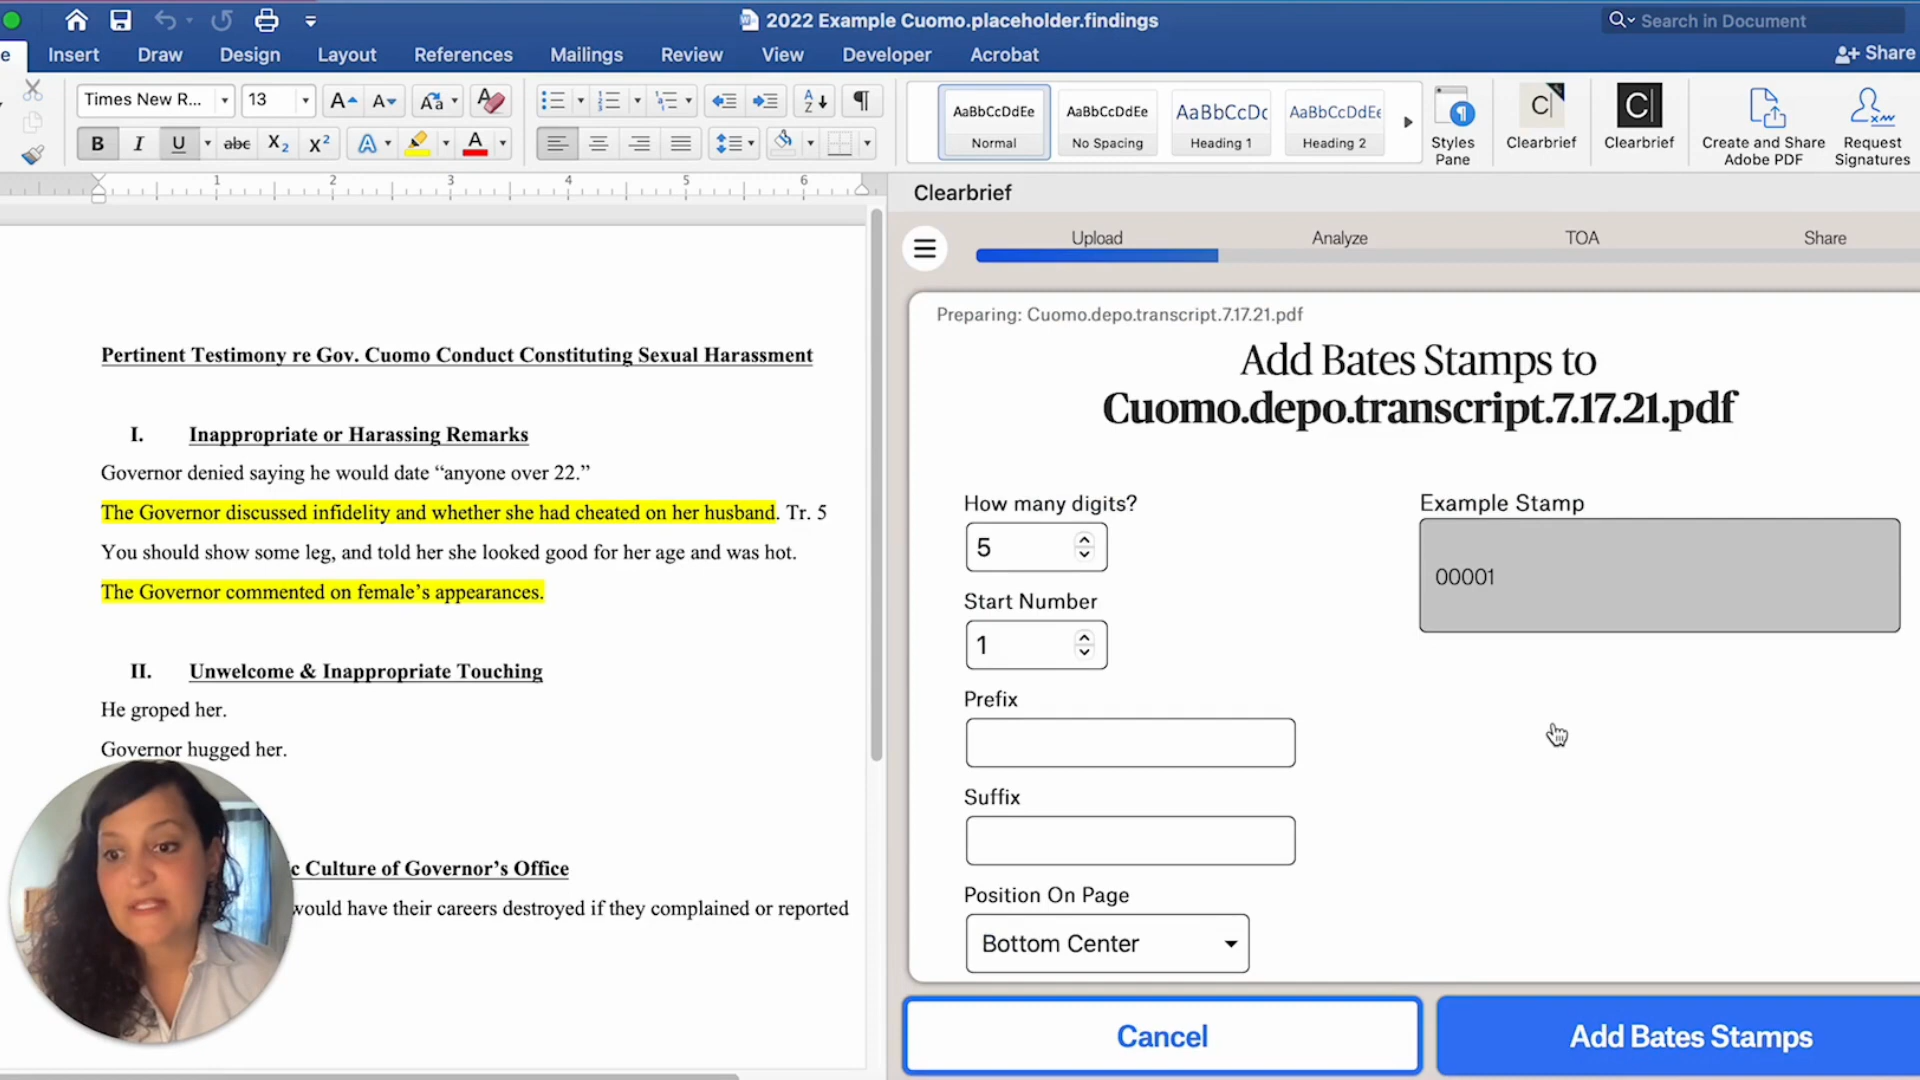 2022 Example Cuomo.placeholder.findings
Search in Document
Insert Draw Design Layout References Mailings Review View Developer Acrobat
Share
Times New R... 13
AaBbCcDdEe AaBbCcDdEe AaBbCcDc AaBbCcDdEe
Normal No Spacing Heading 1 Heading 2
Styles Pane
Clearbrief
Clearbrief
Create and Share Adobe PDF
Request Signatures
1 2 3 4 5 6
Pertinent Testimony re Gov. Cuomo Conduct Constituting Sexual Harassment
I. Inappropriate or Harassing Remarks
Governor denied saying he would date “anyone over 22.”
The Governor discussed infidelity and whether she had cheated on her husband. Tr. 5
You should show some leg, and told her she looked good for her age and was hot.
The Governor commented on female’s appearances.
II. Unwelcome & Inappropriate Touching
He groped her.
Governor hugged her.
c Culture of Governor’s Office
would have their careers destroyed if they complained or reported
Clearbrief
Upload Analyze TOA Share
Preparing: Cuomo.depo.transcript.7.17.21.pdf
Add Bates Stamps to
Cuomo.depo.transcript.7.17.21.pdf
How many digits?
5
Start Number
1
Prefix
Suffix
Position On Page
Bottom Center
Example Stamp
00001
Cancel
Add Bates Stamps